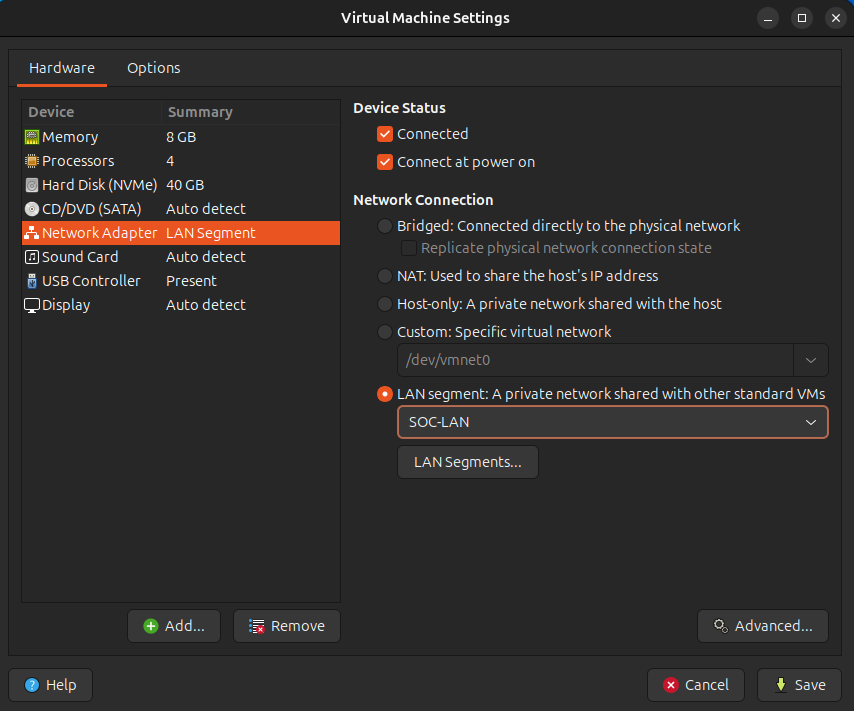 Virtual Machine Settings
Hardware Options
Device Summary
Memory 8 GB
Processors 4
Hard Disk (NVMe) 40 GB
CD/DVD (SATA) Auto detect
Network Adapter LAN Segment
Sound Card Auto detect
USB Controller Present
Display Auto detect
Add...
Remove
Device Status
Connected
Connect at power on
Network Connection
Bridged: Connected directly to the physical network
Replicate physical network connection state
NAT: Used to share the host's IP address
Host-only: A private network shared with the host
Custom: Specific virtual network
/dev/vmnet0
LAN segment: A private network shared with other standard VMs
SOC-LAN
LAN Segments...
Advanced...
Help
Cancel
Save